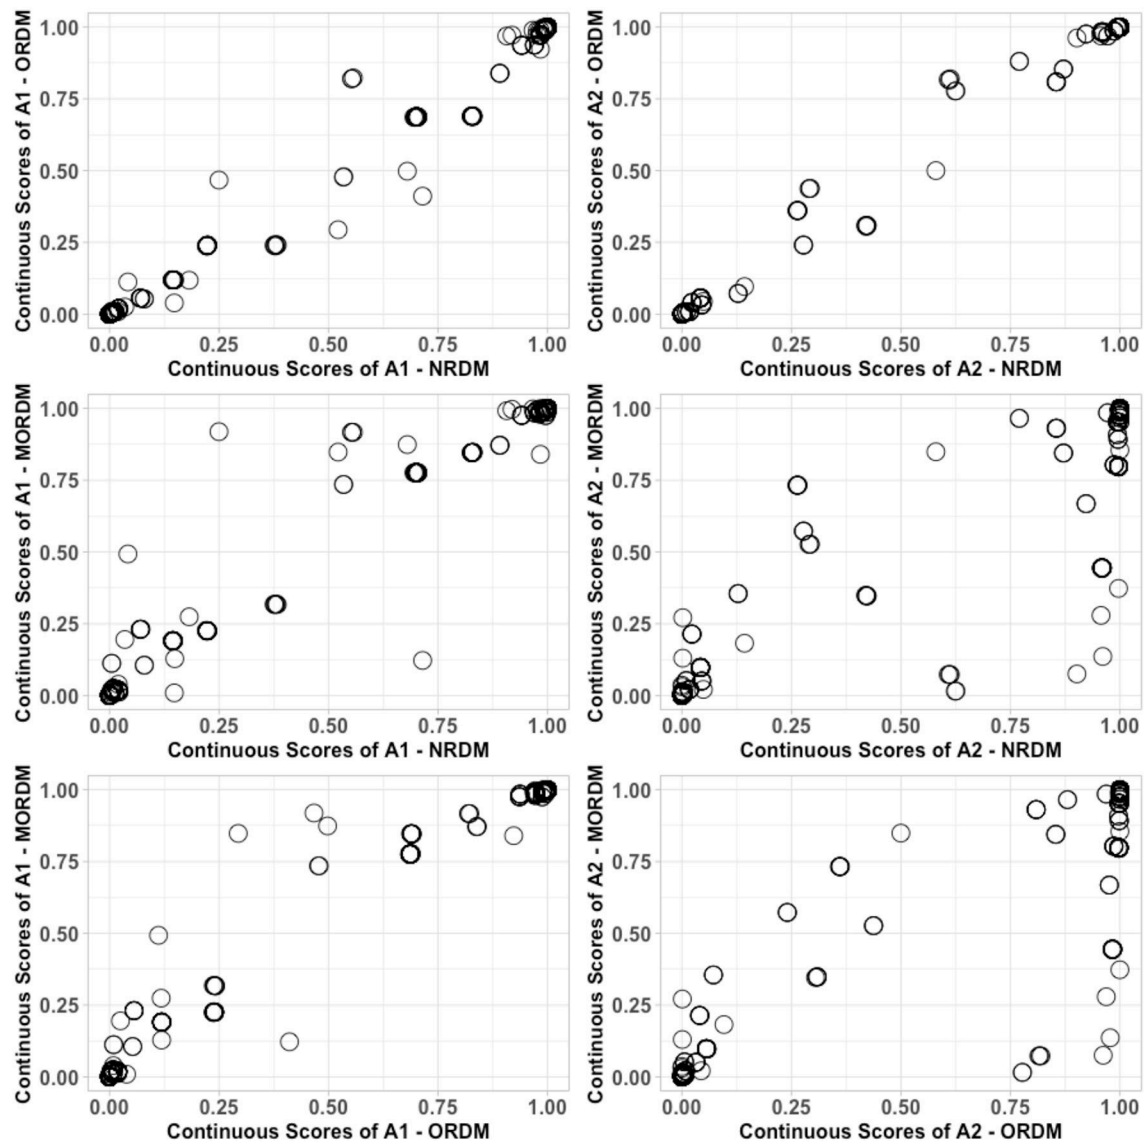 Continuous Scores of A1 - ORDM
1.00
0.75
0.50
0.25
0.00
0.00 0.25 0.50 0.75 1.00
Continuous Scores of A1 - NRDM
Continuous Scores of A2 - ORDM
1.00
0.75
0.50
0.25
0.00
0.00 0.25 0.50 0.75 1.00
Continuous Scores of A2 - NRDM
Continuous Scores of A1 - MORDM
1.00
0.75
0.50
0.25
0.00
0.00 0.25 0.50 0.75 1.00
Continuous Scores of A1 - NRDM
Continuous Scores of A2 - MORDM
1.00
0.75
0.50
0.25
0.00
0.00 0.25 0.50 0.75 1.00
Continuous Scores of A2 - NRDM
Continuous Scores of A1 - MORDM
1.00
0.75
0.50
0.25
0.00
0.00 0.25 0.50 0.75 1.00
Continuous Scores of A1 - ORDM
Continuous Scores of A2 - MORDM
1.00
0.75
0.50
0.25
0.00
0.00 0.25 0.50 0.75 1.00
Continuous Scores of A2 - ORDM